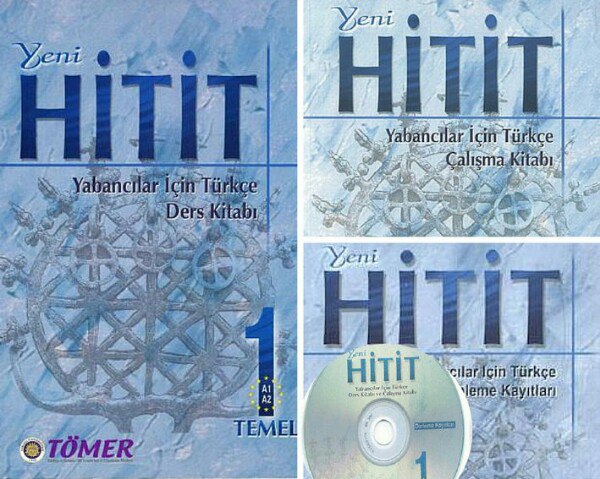 Yeni
HİTİT
Yabancılar İçin Türkçe
Ders Kitabı
1
A1
A2
TEMEL
TÖMER
Yeni
HİTİT
Yabancılar İçin Türkçe
Çalışma Kitabı
Yeni
HİTİT
cılar İçin Türkçe
leme Kayıtları
Yeni
HİTİT
Yabancılar İçin Türkçe
Ders Kitabı ve Çalışma Kitabı
Dinleme Kayıtları
1